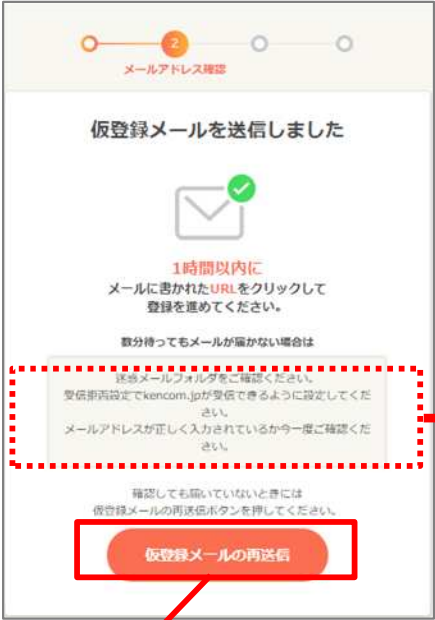 2
メールアドレス確認
仮登録メールを送信しました
1時間以内に
メールに書かれたURLをクリックして
登録を進めてください。
数分待ってもメールが届かない場合は
迷惑メールフォルダをご確認ください。
受信拒否設定でkencom.jpが受信できるように設定してくだ
さい。
メールアドレスが正しく入力されているか今一度ご確認くだ
さい。
確認しても届いていないときには
仮登録メールの再送信ボタンを押してください。
仮登録メールの再送信